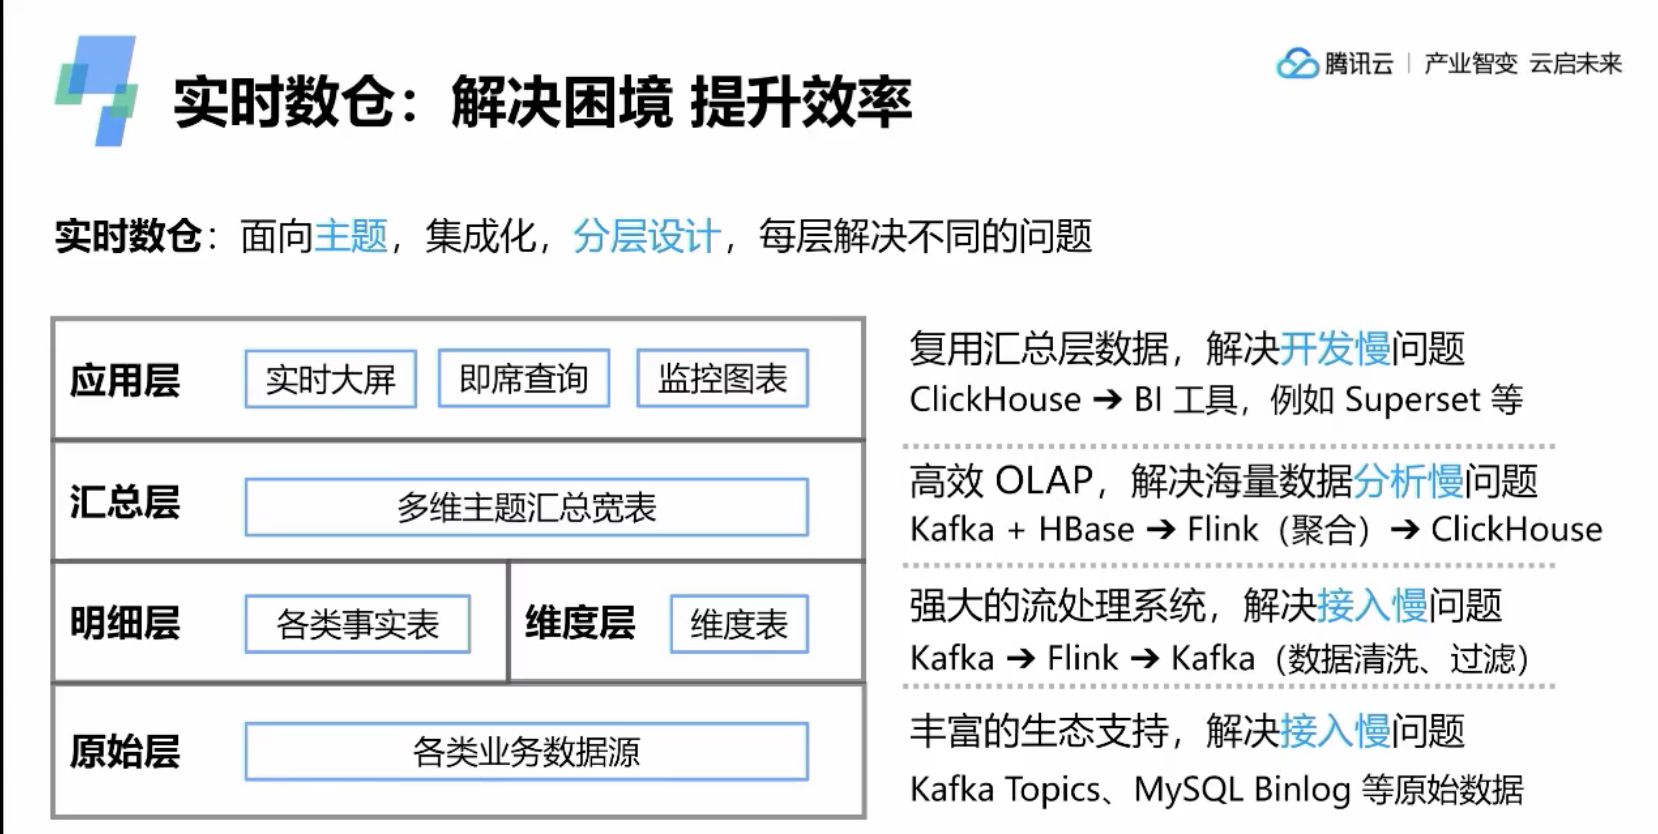 实时数仓：解决困境 提升效率
腾讯云 | 产业智变 云启未来
实时数仓：面向主题，集成化，分层设计，每层解决不同的问题
应用层 实时大屏 即席查询 监控图表
复用汇总层数据，解决开发慢问题
ClickHouse ➔ BI 工具，例如 Superset 等
汇总层 多维主题汇总宽表
高效 OLAP，解决海量数据分析慢问题
Kafka + HBase ➔ Flink（聚合）➔ ClickHouse
明细层 各类事实表 维度层 维度表
强大的流处理系统，解决接入慢问题
Kafka ➔ Flink ➔ Kafka（数据清洗、过滤）
原始层 各类业务数据源
丰富的生态支持，解决接入慢问题
Kafka Topics、MySQL Binlog 等原始数据